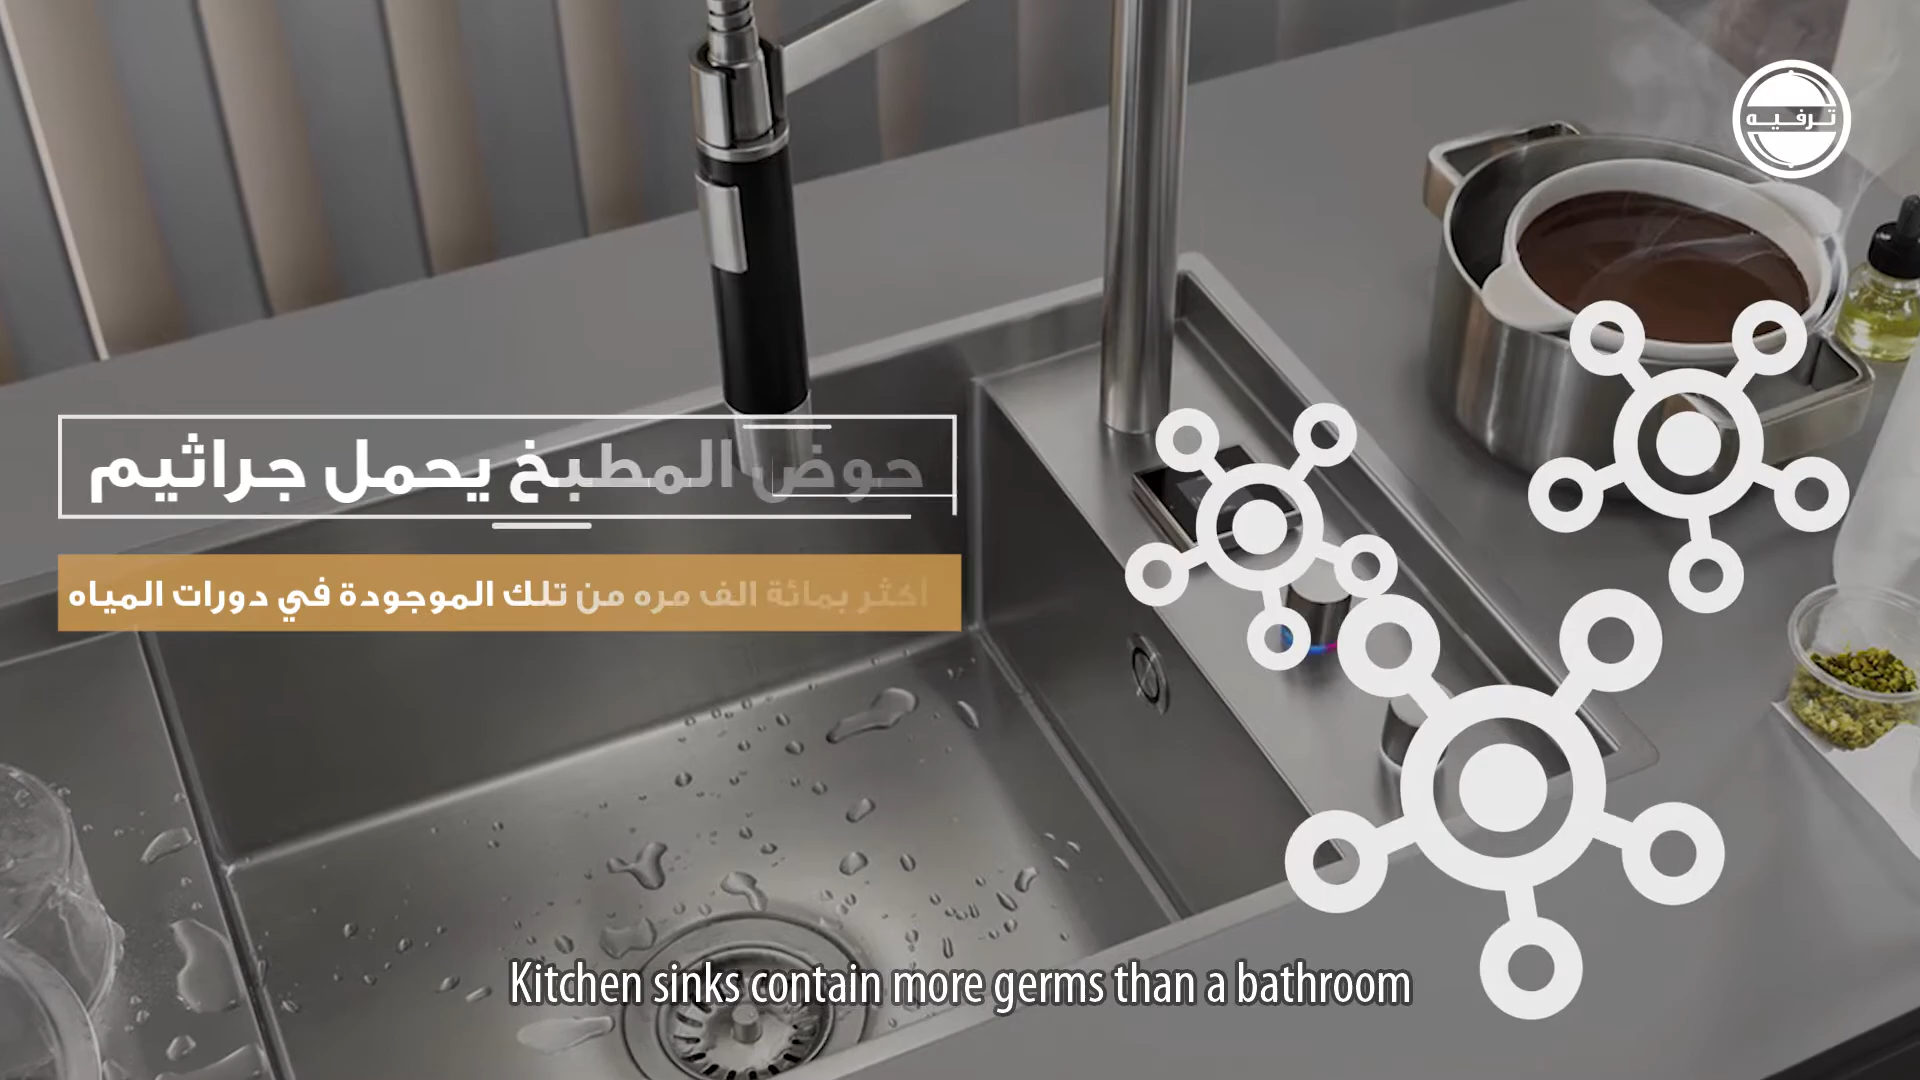 ترفيه
حوض المطبخ يحمل جراثيم
أكثر بمائة الف مره من تلك الموجودة في دورات المياه
Kitchen sinks contain more germs than a bathroom